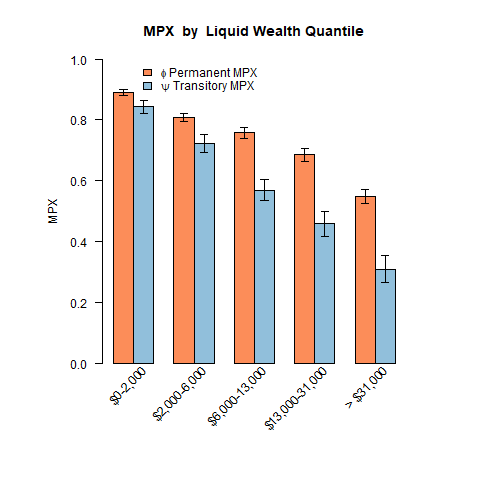 MPX by Liquid Wealth Quantile
ϕ Permanent MPX
ψ Transitory MPX
MPX
1.0
0.8
0.6
0.4
0.2
0.0
$0-2,000
$2,000-6,000
$6,000-13,000
$13,000-31,000
> $31,000